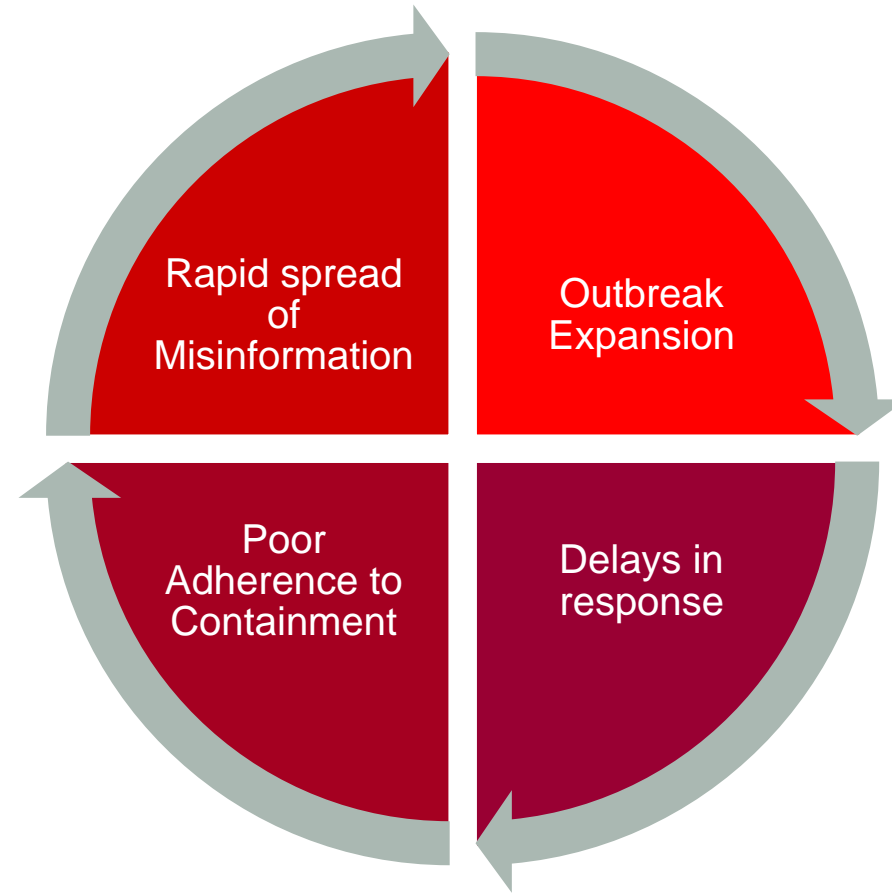 Rapid spread
of
Misinformation
Outbreak
Expansion
Poor
Adherence to
Containment
Delays in
response